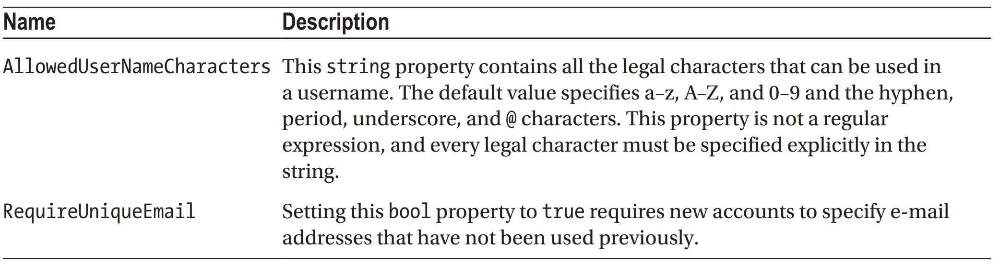 Name Description
AllowedUserNameCharacters This string property contains all the legal characters that can be used in
a username. The default value specifies a–z, A–Z, and 0–9 and the hyphen,
period, underscore, and @ characters. This property is not a regular
expression, and every legal character must be specified explicitly in the
string.
RequireUniqueEmail Setting this bool property to true requires new accounts to specify e-mail
addresses that have not been used previously.